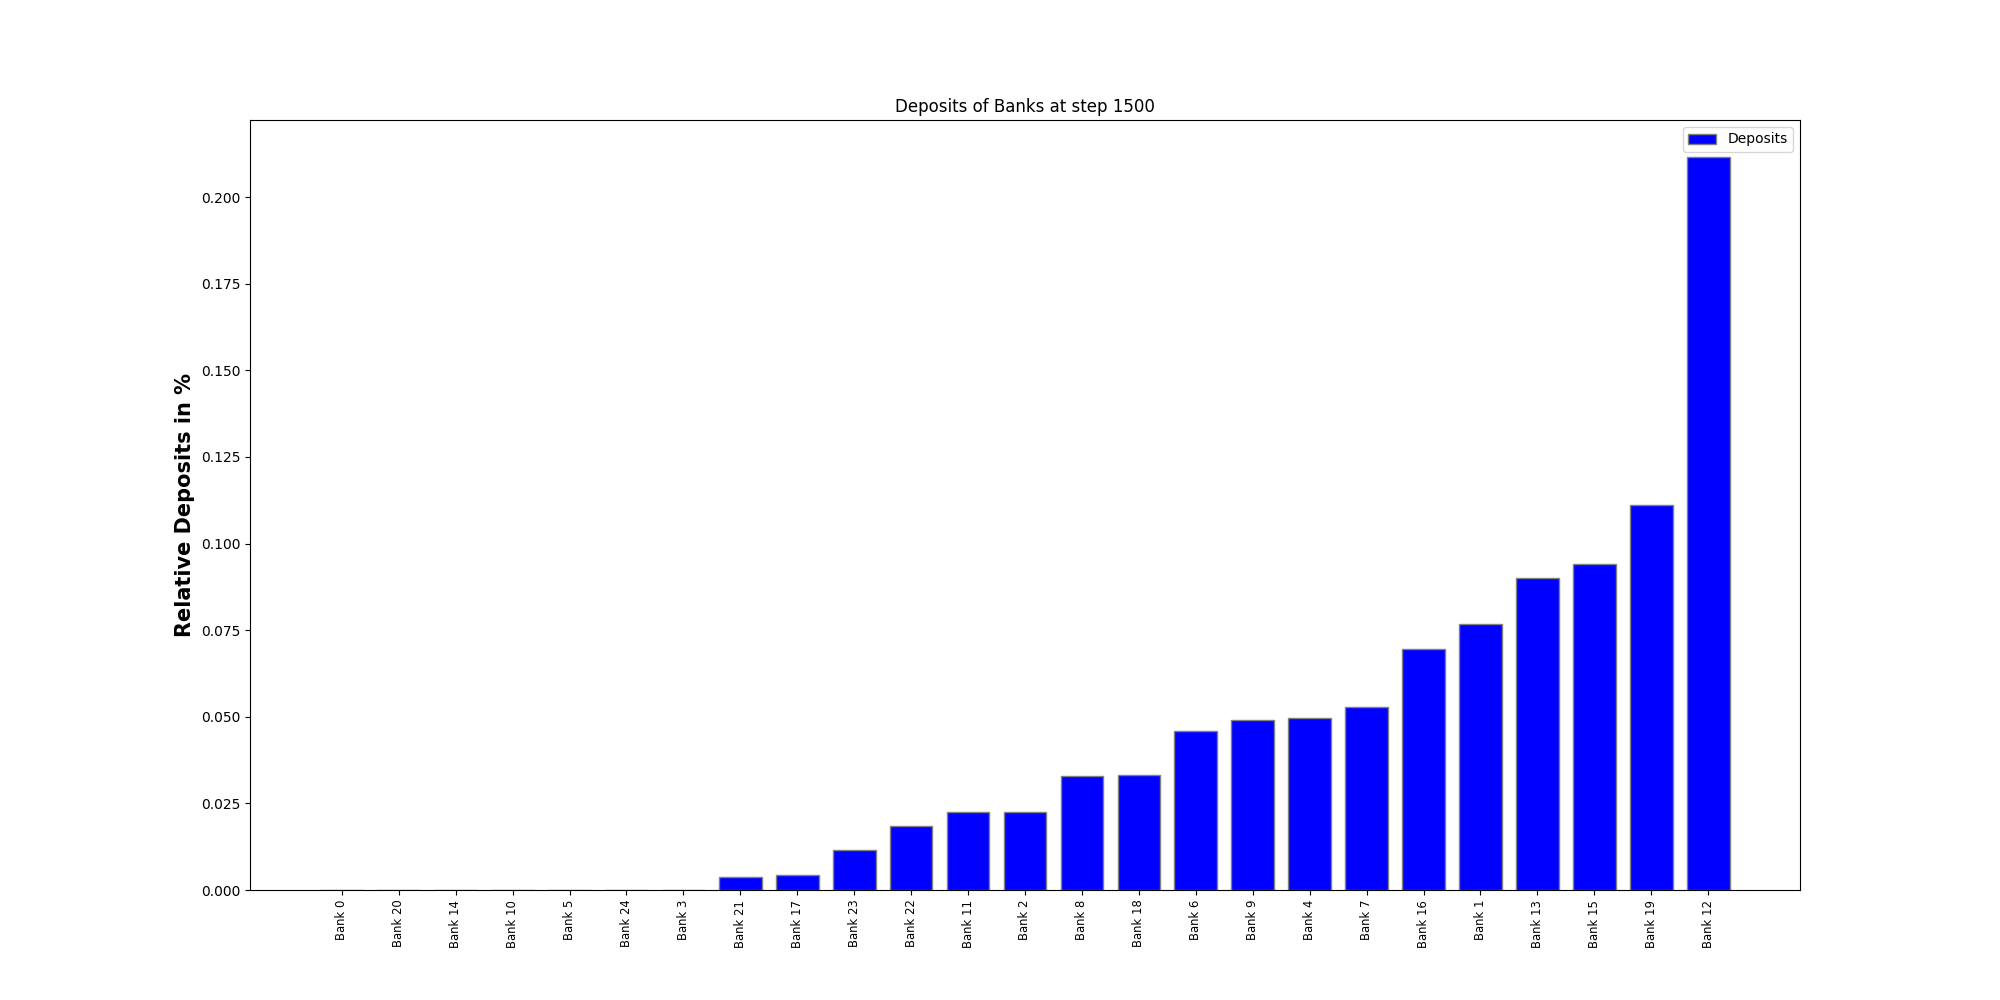 Deposits of Banks at step 1500
Deposits
Relative Deposits in %
0.200
0.175
0.150
0.125
0.100
0.075
0.050
0.025
0.000
Bank 0
Bank 20
Bank 14
Bank 10
Bank 5
Bank 24
Bank 3
Bank 21
Bank 17
Bank 23
Bank 22
Bank 11
Bank 2
Bank 8
Bank 18
Bank 6
Bank 9
Bank 4
Bank 7
Bank 16
Bank 1
Bank 13
Bank 15
Bank 19
Bank 12